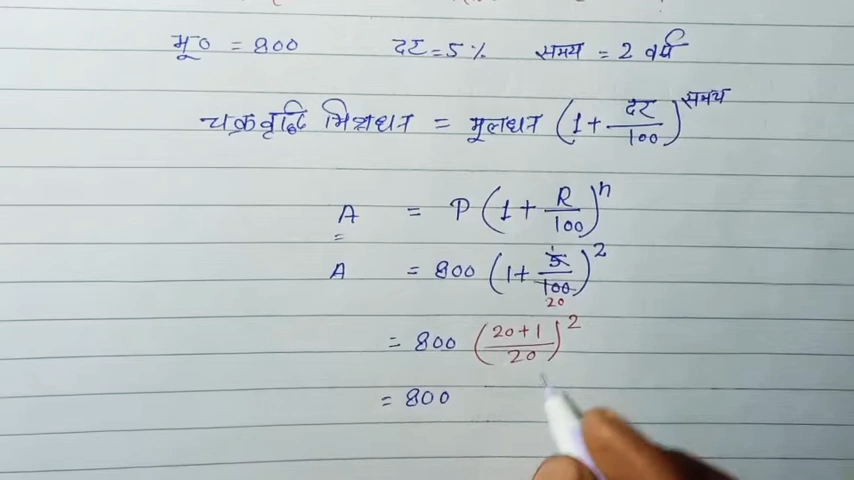 मू० = 800 दर = 5 % समय = 2 वर्ष
चक्रवृद्धि मिश्रधन = मूलधन (1 + दर/100)^समय
A = P (1 + R/100)^n
A = 800 (1 + 5/100)^2
1 20
= 800 ((20+1)/20)^2
= 800